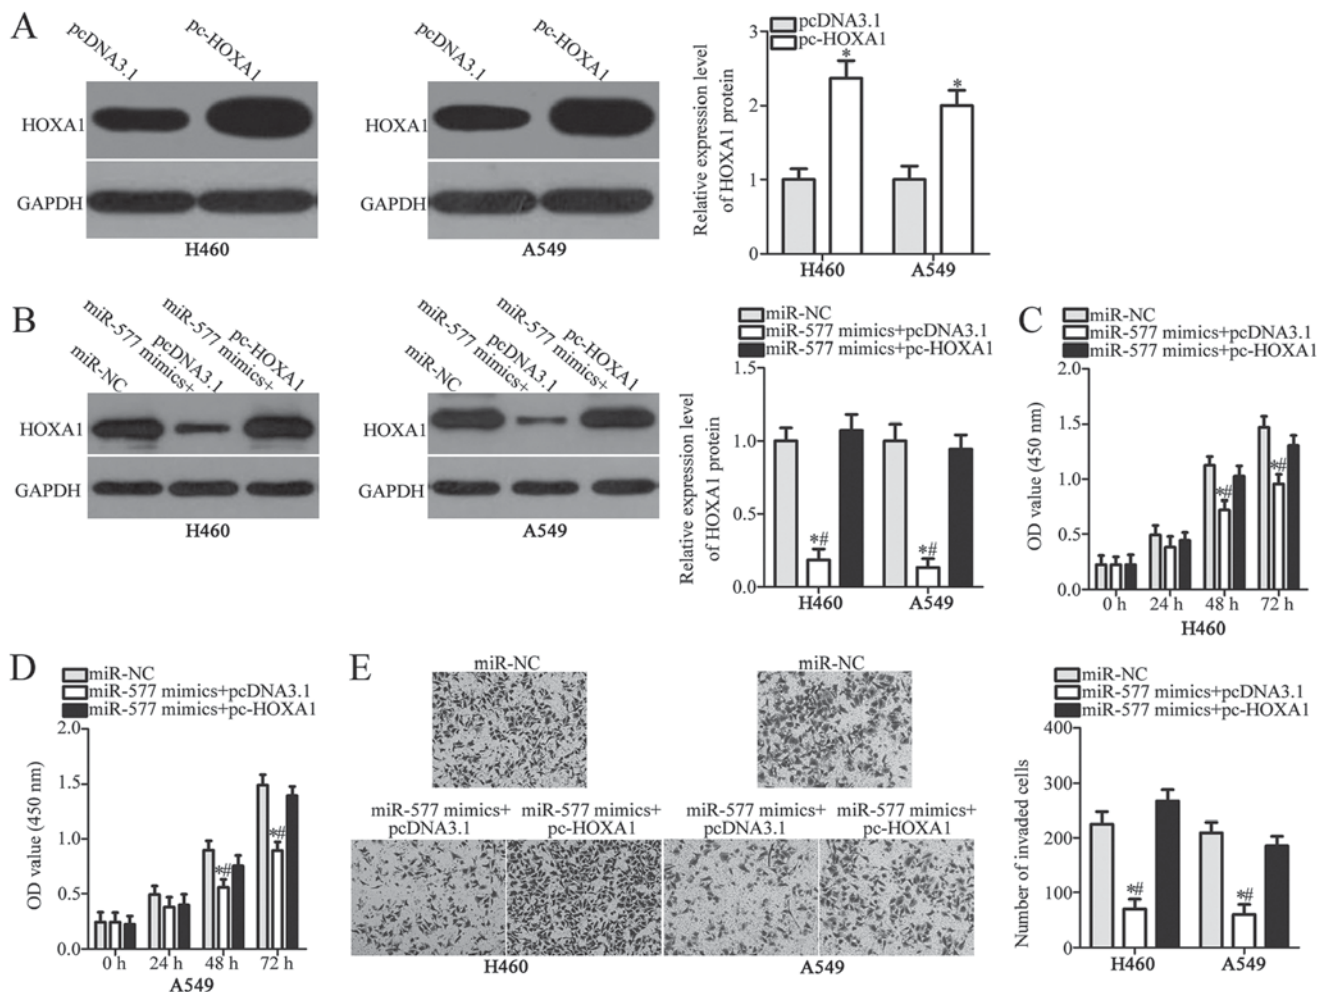 A
pcDNA3.1
pc-HOXA1
HOXA1
GAPDH
H460
pcDNA3.1
pc-HOXA1
HOXA1
GAPDH
A549
pcDNA3.1
pc-HOXA1
Relative expression level
of HOXA1 protein
3
2
1
0
*
*
H460
A549
B
miR-NC
miR-577 mimics+
pcDNA3.1
miR-577 mimics+
pc-HOXA1
HOXA1
GAPDH
H460
miR-NC
miR-577 mimics+
pcDNA3.1
miR-577 mimics+
pc-HOXA1
HOXA1
GAPDH
A549
miR-NC
miR-577 mimics+pcDNA3.1
miR-577 mimics+pc-HOXA1
Relative expression level
of HOXA1 protein
1.5
1.0
0.5
0.0
*#
*#
H460
A549
C
miR-NC
miR-577 mimics+pcDNA3.1
miR-577 mimics+pc-HOXA1
OD value (450 nm)
2.0
1.5
1.0
0.5
0.0
*#
*#
0 h 24 h 48 h 72 h
H460
D
miR-NC
miR-577 mimics+pcDNA3.1
miR-577 mimics+pc-HOXA1
OD value (450 nm)
2.0
1.5
1.0
0.5
0.0
*#
*#
0 h 24 h 48 h 72 h
A549
E
miR-NC
miR-577 mimics+
pcDNA3.1
miR-577 mimics+
pc-HOXA1
H460
miR-NC
miR-577 mimics+
pcDNA3.1
miR-577 mimics+
pc-HOXA1
A549
miR-NC
miR-577 mimics+pcDNA3.1
miR-577 mimics+pc-HOXA1
Number of invaded cells
400
300
200
100
0
*#
*#
H460
A549